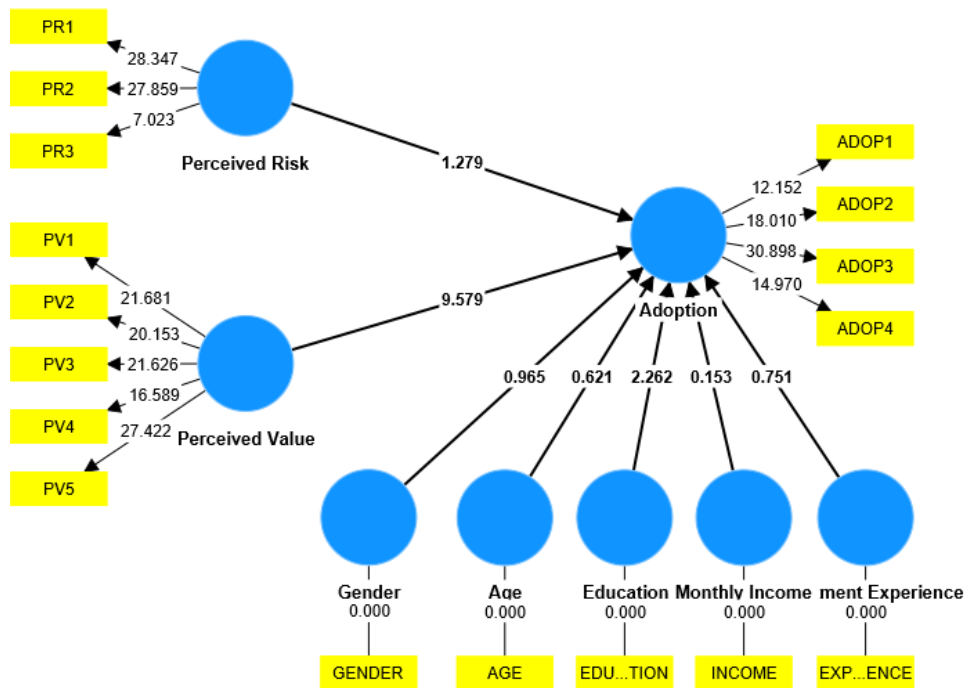 PR1
28.347
PR2
27.859
7.023
PR3
Perceived Risk
1.279
ADOP1
12.152
ADOP2
18.010
30.898
ADOP3
14.970
ADOP4
Adoption
PV1
21.681
PV2
20.153
PV3
21.626
16.589
PV4
27.422
PV5
Perceived Value
9.579
0.965 0.621 2.262 0.153 0.751
Gender Age Education Monthly Income ment Experience
0.000 0.000 0.000 0.000 0.000
GENDER AGE EDU...TION INCOME EXP...ENCE